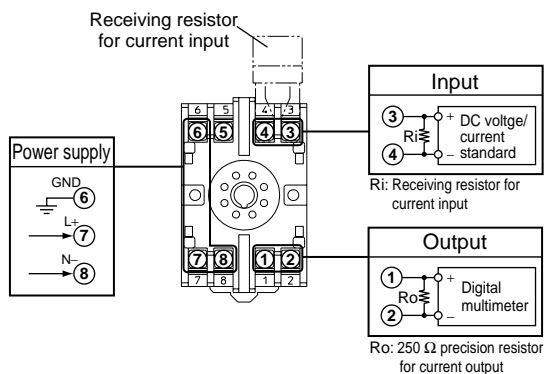 Receiving resistor
for current input
6 5 4 3
6 5 4 3
7 8 1 2
7 8 1 2
Power supply
GND
6
L+
7
N−
8
Input
3
+
Ri
4
−
DC voltge/
current
standard
Ri: Receiving resistor for
current input
Output
1
+
Ro
2
−
Digital
multimeter
Ro: 250 Ω precision resistor
for current output